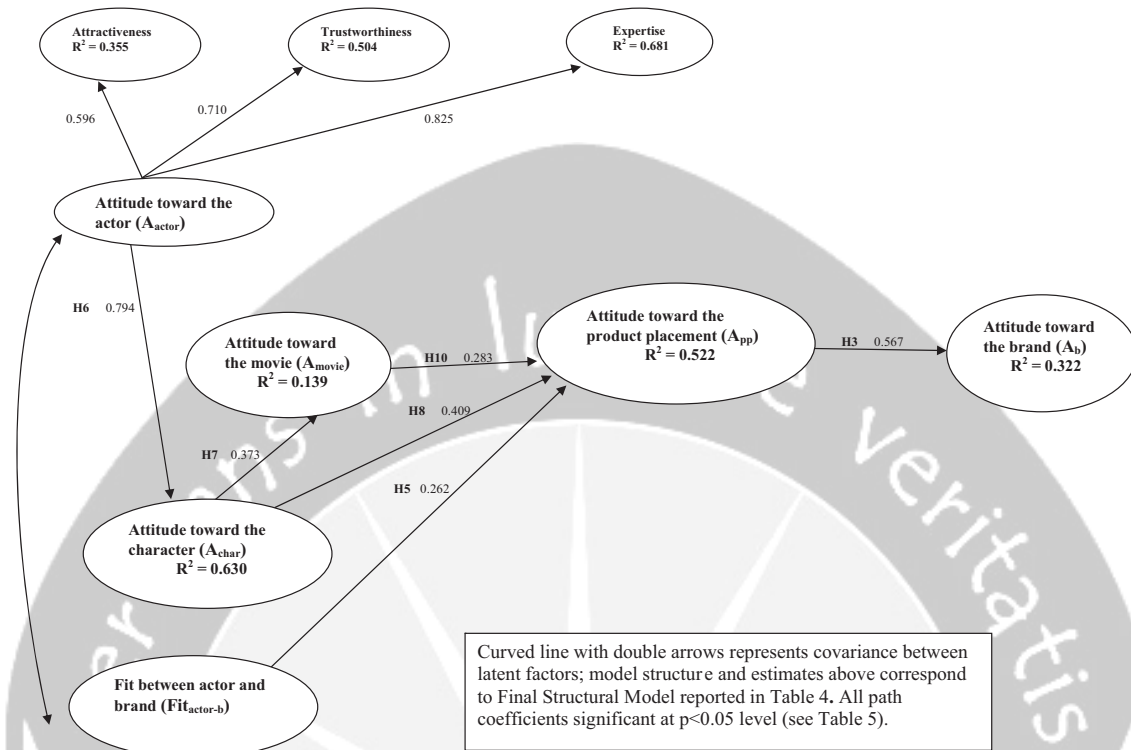 Attractiveness
R² = 0.355
Trustworthiness
R² = 0.504
Expertise
R² = 0.681
0.596
0.710
0.825
Attitude toward the
actor (Aactor)
H6 0.794
Attitude toward
the movie (Amovie)
R² = 0.139
H10 0.283
Attitude toward the
product placement (App)
R² = 0.522
H3 0.567
Attitude toward
the brand (Ab)
R² = 0.322
H8 0.409
H7 0.373
H5 0.262
Attitude toward the
character (Achar)
R² = 0.630
Fit between actor and
brand (Fitactor-b)
Curved line with double arrows represents covariance between
latent factors; model structure and estimates above correspond
to Final Structural Model reported in Table 4. All path
coefficients significant at p<0.05 level (see Table 5).
in lu e veritatis